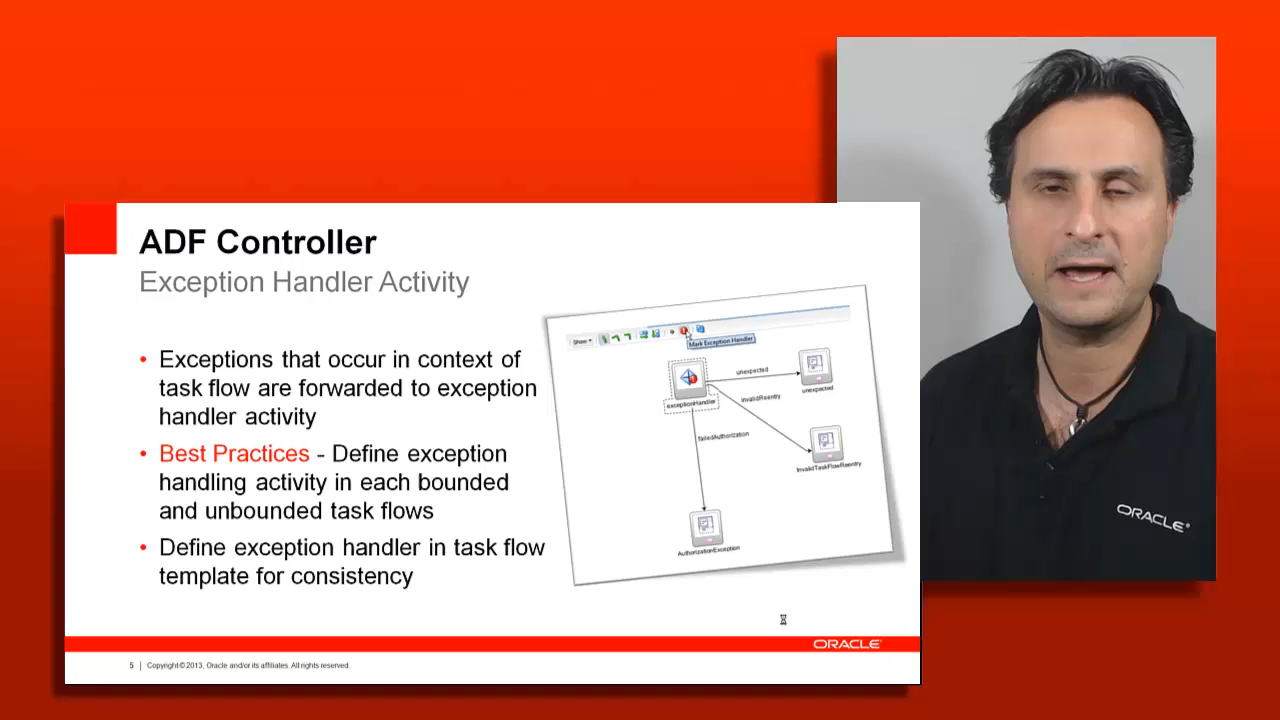 ADF Controller
Exception Handler Activity
• Exceptions that occur in context of
task flow are forwarded to exception
handler activity
• Best Practices - Define exception
handling activity in each bounded
and unbounded task flows
• Define exception handler in task flow
template for consistency
Show
Mark Exception Handler
exceptionHandler
unexpected
unexpected
invalidReentry
InvalidTaskFlowReentry
failedAuthorization
AuthorizationException
ORACLE
5 | Copyright © 2013, Oracle and/or its affiliates. All rights reserved.
ORACLE®